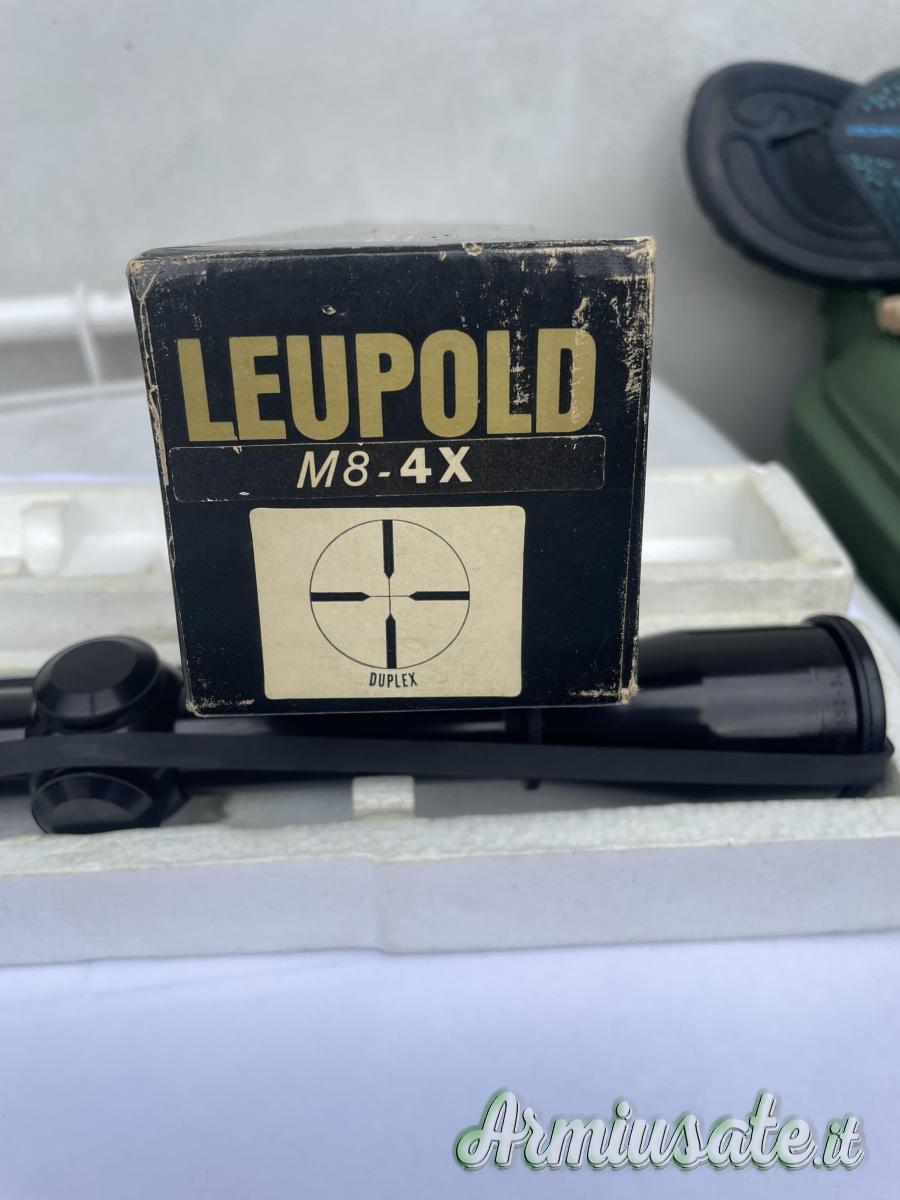 LEUPOLD
M8-4X
DUPLEX
Armiusate.it